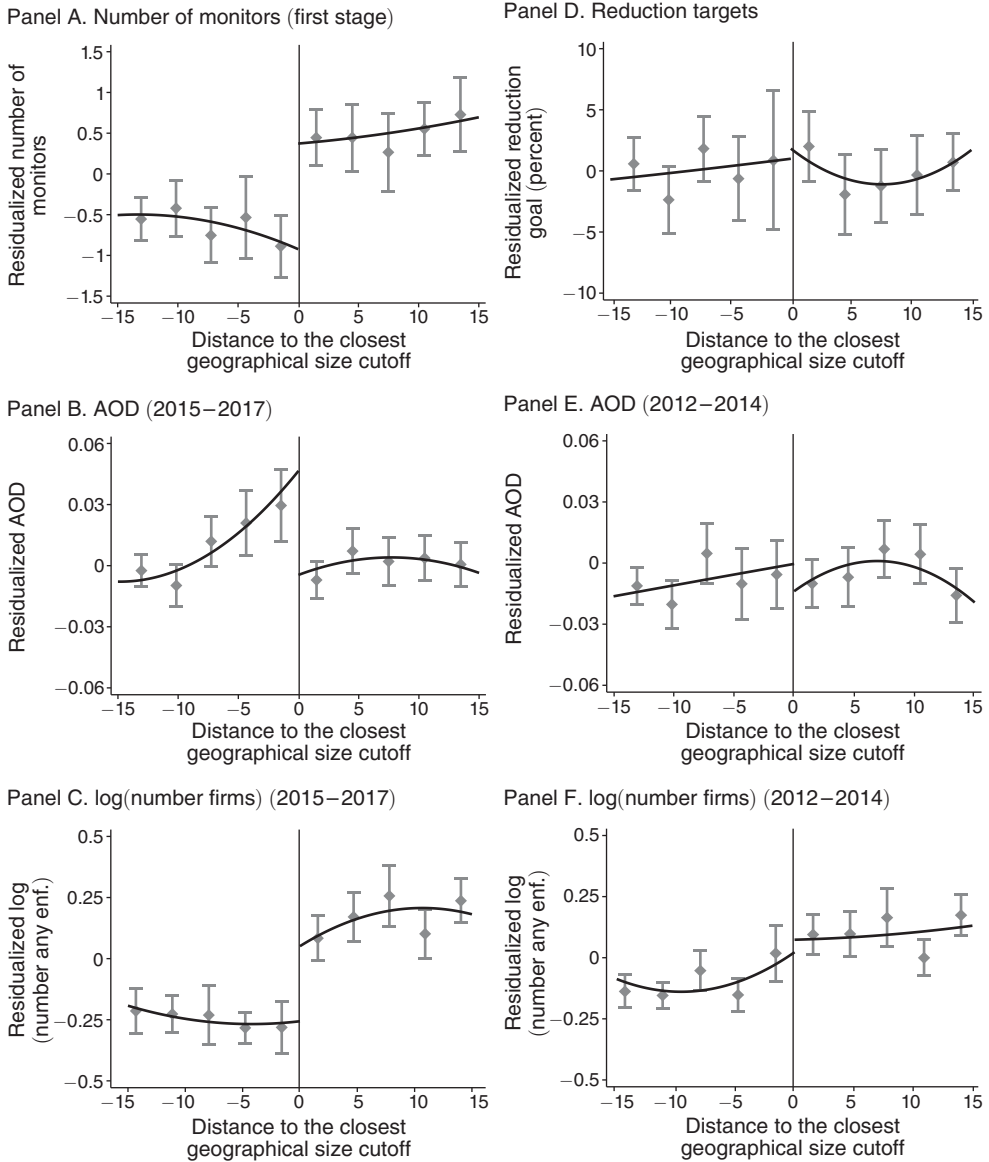 Panel A. Number of monitors (first stage)
Residualized number of
monitors
1.5
1
0.5
0
−0.5
−1
−1.5
−15 −10 −5 0 5 10 15
Distance to the closest
geographical size cutoff
Panel D. Reduction targets
Residualized reduction
goal (percent)
10
5
0
−5
−10
−15 −10 −5 0 5 10 15
Distance to the closest
geographical size cutoff
Panel B. AOD (2015−2017)
Residualized AOD
0.06
0.03
0
−0.03
−0.06
−15 −10 −5 0 5 10 15
Distance to the closest
geographical size cutoff
Panel E. AOD (2012−2014)
Residualized AOD
0.06
0.03
0
−0.03
−0.06
−15 −10 −5 0 5 10 15
Distance to the closest
geographical size cutoff
Panel C. log(number firms) (2015−2017)
Residualized log
(number any enf.)
0.5
0.25
0
−0.25
−0.5
−15 −10 −5 0 5 10 15
Distance to the closest
geographical size cutoff
Panel F. log(number firms) (2012−2014)
Residualized log
(number any enf.)
0.5
0.25
0
−0.25
−0.5
−15 −10 −5 0 5 10 15
Distance to the closest
geographical size cutoff